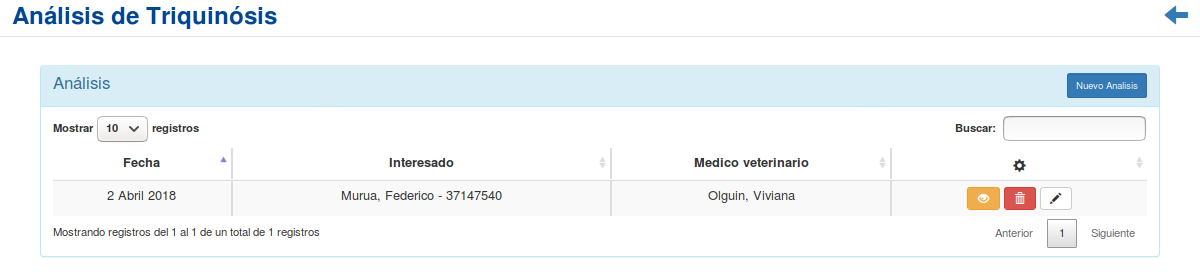 Análisis de Triquinósis
Análisis
Nuevo Analisis
Mostrar 10 registros
Buscar:
Fecha Interesado Medico veterinario
2 Abril 2018 Murua, Federico - 37147540 Olguin, Viviana
Mostrando registros del 1 al 1 de un total de 1 registros
Anterior 1 Siguiente